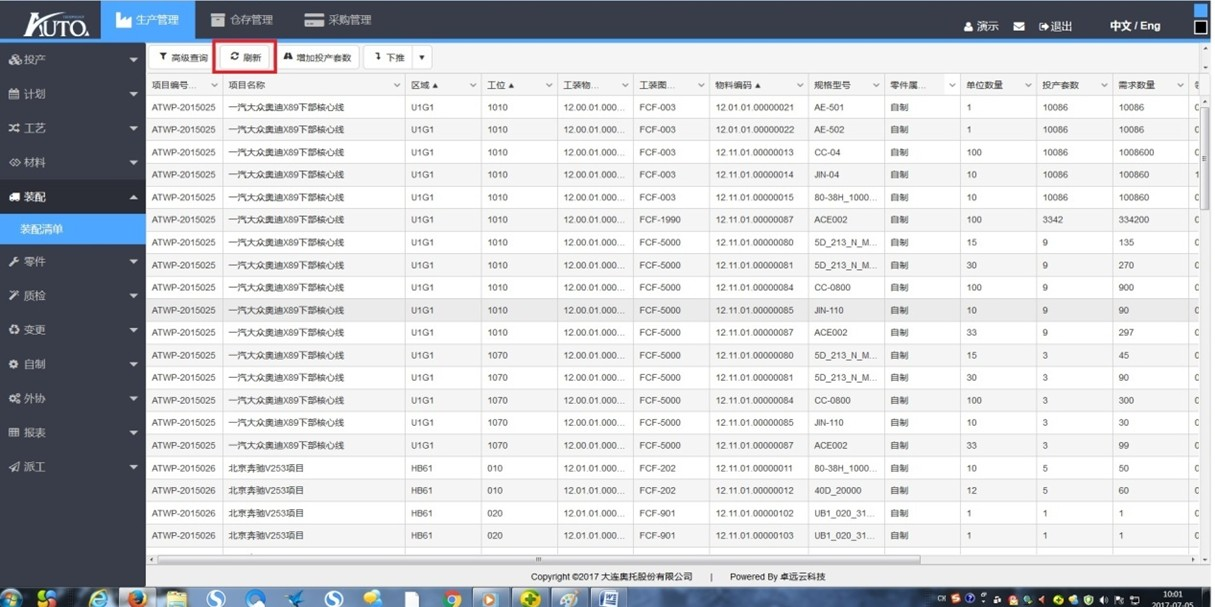 AUTO.
生产管理
仓存管理
采购管理
演示
退出
中文 / Eng
投产
计划
工艺
材料
装配
装配清单
零件
质检
变更
自制
外协
报表
派工
高级查询 刷新 增加投产套数 下推
项目编号... 项目名称 区域 工位 工装物... 工装图... 物料编码 规格型号 零件属... 单位数量 投产套数 需求数量
ATWP-2015025 一汽大众奥迪X89下部核心线 U1G1 1010 12.00.01.000... FCF-003 12.01.01.00000021 AE-501 自制 1 10086 10086
ATWP-2015025 一汽大众奥迪X89下部核心线 U1G1 1010 12.00.01.000... FCF-003 12.01.01.00000022 AE-502 自制 1 10086 10086
ATWP-2015025 一汽大众奥迪X89下部核心线 U1G1 1010 12.00.01.000... FCF-003 12.11.01.00000013 CC-04 自制 100 10086 1008600
ATWP-2015025 一汽大众奥迪X89下部核心线 U1G1 1010 12.00.01.000... FCF-003 12.11.01.00000014 JIN-04 自制 10 10086 100860
ATWP-2015025 一汽大众奥迪X89下部核心线 U1G1 1010 12.00.01.000... FCF-003 12.11.01.00000015 80-38H_1000... 自制 10 10086 100860
ATWP-2015025 一汽大众奥迪X89下部核心线 U1G1 1010 12.00.01.000... FCF-1990 12.11.01.00000087 ACE002 自制 100 3342 334200
ATWP-2015025 一汽大众奥迪X89下部核心线 U1G1 1010 12.00.01.000... FCF-5000 12.11.01.00000080 5D_213_N_M... 自制 15 9 135
ATWP-2015025 一汽大众奥迪X89下部核心线 U1G1 1010 12.00.01.000... FCF-5000 12.11.01.00000081 5D_213_N_M... 自制 30 9 270
ATWP-2015025 一汽大众奥迪X89下部核心线 U1G1 1010 12.00.01.000... FCF-5000 12.11.01.00000084 CC-0800 自制 100 9 900
ATWP-2015025 一汽大众奥迪X89下部核心线 U1G1 1010 12.00.01.000... FCF-5000 12.11.01.00000085 JIN-110 自制 10 9 90
ATWP-2015025 一汽大众奥迪X89下部核心线 U1G1 1010 12.00.01.000... FCF-5000 12.11.01.00000087 ACE002 自制 33 9 297
ATWP-2015025 一汽大众奥迪X89下部核心线 U1G1 1070 12.00.01.000... FCF-5000 12.11.01.00000080 5D_213_N_M... 自制 15 3 45
ATWP-2015025 一汽大众奥迪X89下部核心线 U1G1 1070 12.00.01.000... FCF-5000 12.11.01.00000081 5D_213_N_M... 自制 30 3 90
ATWP-2015025 一汽大众奥迪X89下部核心线 U1G1 1070 12.00.01.000... FCF-5000 12.11.01.00000084 CC-0800 自制 100 3 300
ATWP-2015025 一汽大众奥迪X89下部核心线 U1G1 1070 12.00.01.000... FCF-5000 12.11.01.00000085 JIN-110 自制 10 3 30
ATWP-2015025 一汽大众奥迪X89下部核心线 U1G1 1070 12.00.01.000... FCF-5000 12.11.01.00000087 ACE002 自制 33 3 99
ATWP-2015026 北京奔驰V253项目 HB61 010 12.01.01.000... FCF-202 12.11.01.00000011 80-38H_1000... 自制 10 5 50
ATWP-2015026 北京奔驰V253项目 HB61 010 12.01.01.000... FCF-202 12.11.01.00000012 40D_20000 自制 12 5 60
ATWP-2015026 北京奔驰V253项目 HB61 020 12.01.01.000... FCF-901 12.11.01.00000102 UB1_020_31... 自制 1 1 1
ATWP-2015026 北京奔驰V253项目 HB61 020 12.01.01.000... FCF-901 12.11.01.00000103 UB1_020_31... 自制 1 1 1
Copyright ©2017 大连奥托股份有限公司 | Powered By 卓远云科技
10:01
2017-07-05